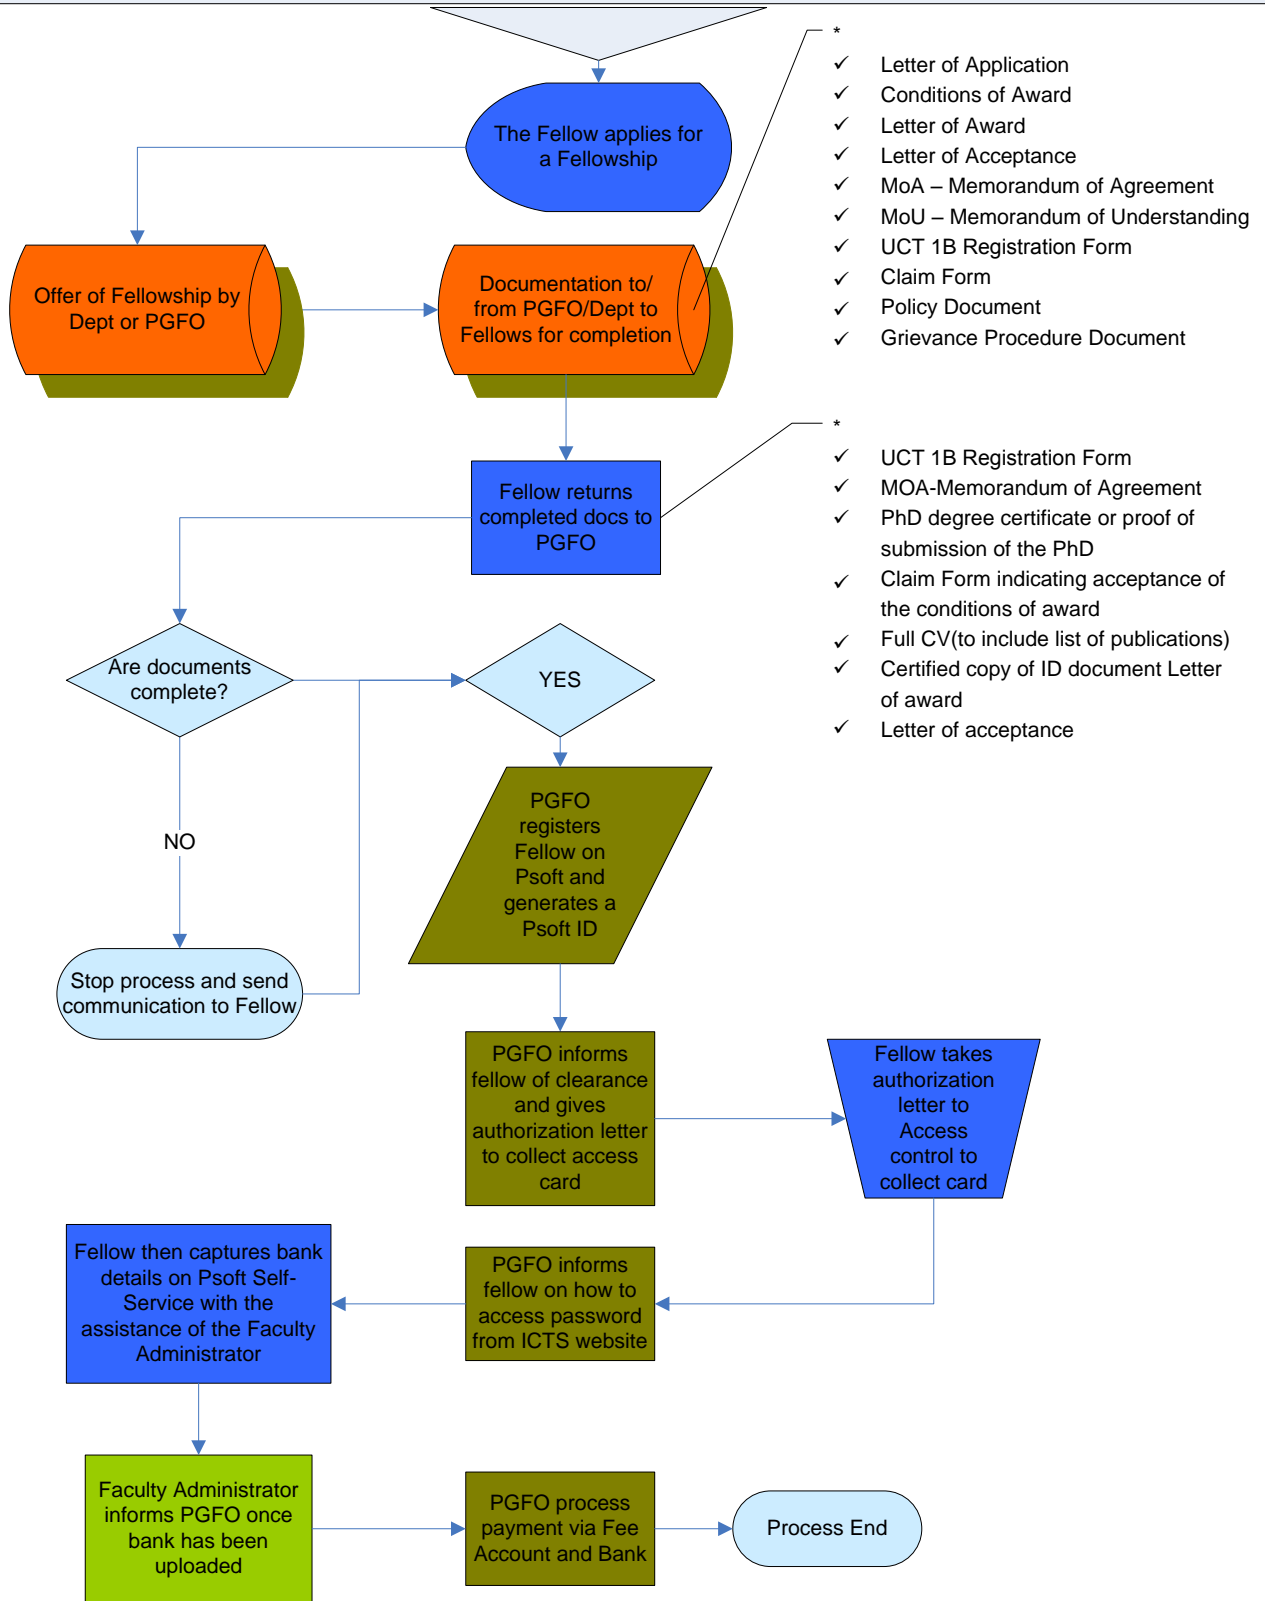 The Fellow applies for
a Fellowship
*
✓ Letter of Application
✓ Conditions of Award
✓ Letter of Award
✓ Letter of Acceptance
✓ MoA – Memorandum of Agreement
✓ MoU – Memorandum of Understanding
✓ UCT 1B Registration Form
✓ Claim Form
✓ Policy Document
✓ Grievance Procedure Document
Offer of Fellowship by
Dept or PGFO
Documentation to/
from PGFO/Dept to
Fellows for completion
Fellow returns
completed docs to
PGFO
*
✓ UCT 1B Registration Form
✓ MOA-Memorandum of Agreement
✓ PhD degree certificate or proof of
submission of the PhD
✓ Claim Form indicating acceptance of
the conditions of award
✓ Full CV(to include list of publications)
✓ Certified copy of ID document Letter
of award
✓ Letter of acceptance
Are documents
complete?
YES
NO
Stop process and send
communication to Fellow
PGFO
registers
Fellow on
Psoft and
generates a
Psoft ID
PGFO informs
fellow of clearance
and gives
authorization letter
to collect access
card
Fellow takes
authorization
letter to
Access
control to
collect card
PGFO informs
fellow on how to
access password
from ICTS website
Fellow then captures bank
details on Psoft Self-
Service with the
assistance of the Faculty
Administrator
Faculty Administrator
informs PGFO once
bank has been
uploaded
PGFO process
payment via Fee
Account and Bank
Process End